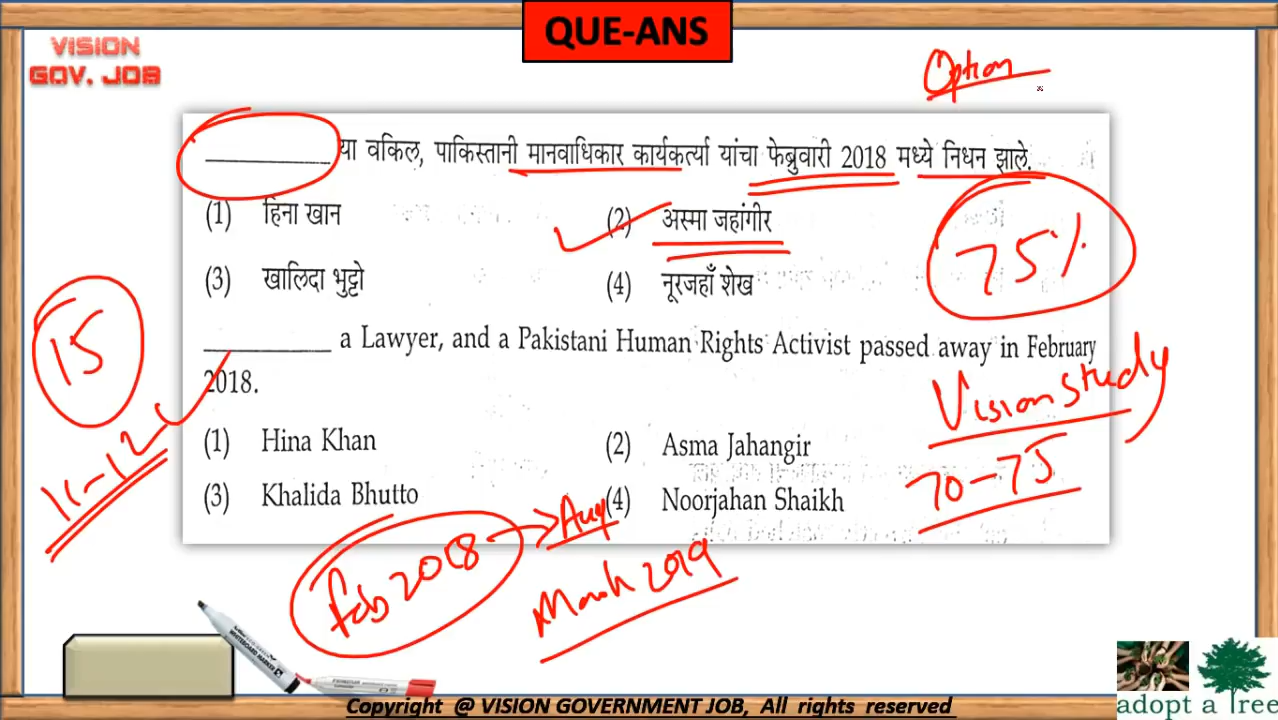 QUE-ANS
VISION
GOV. JOB
Option
__________ या वकिल, पाकिस्तानी मानवाधिकार कार्यकर्त्या यांचा फेब्रुवारी 2018 मध्ये निधन झाले.
(1) हिना खान (2) अस्मा जहांगीर
(3) खालिदा भुट्टो (4) नूरजहाँ शेख
75%
15
__________ a Lawyer, and a Pakistani Human Rights Activist passed away in February
2018.
Vision study
(1) Hina Khan (2) Asma Jahangir
11-12
70-75
(3) Khalida Bhutto (4) Noorjahan Shaikh
Feb 2018
Aug
March 2019
WHITEBOARD MARKER
Copyright @ VISION GOVERNMENT JOB, All rights reserved
adopt a Tree